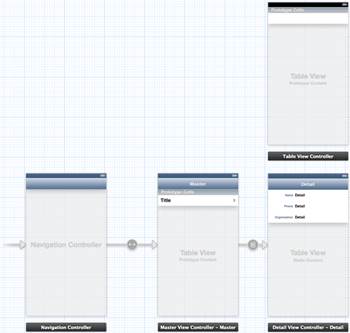 Prototype Cells
Table View
Prototype Content
Table View Controller
Navigation Controller
Navigation Controller
Master
Prototype Cells
Title
Table View
Prototype Content
Master View Controller - Master
Detail
Name Detail
Phone Detail
Organization Detail
Table View
Static Content
Detail View Controller - Detail